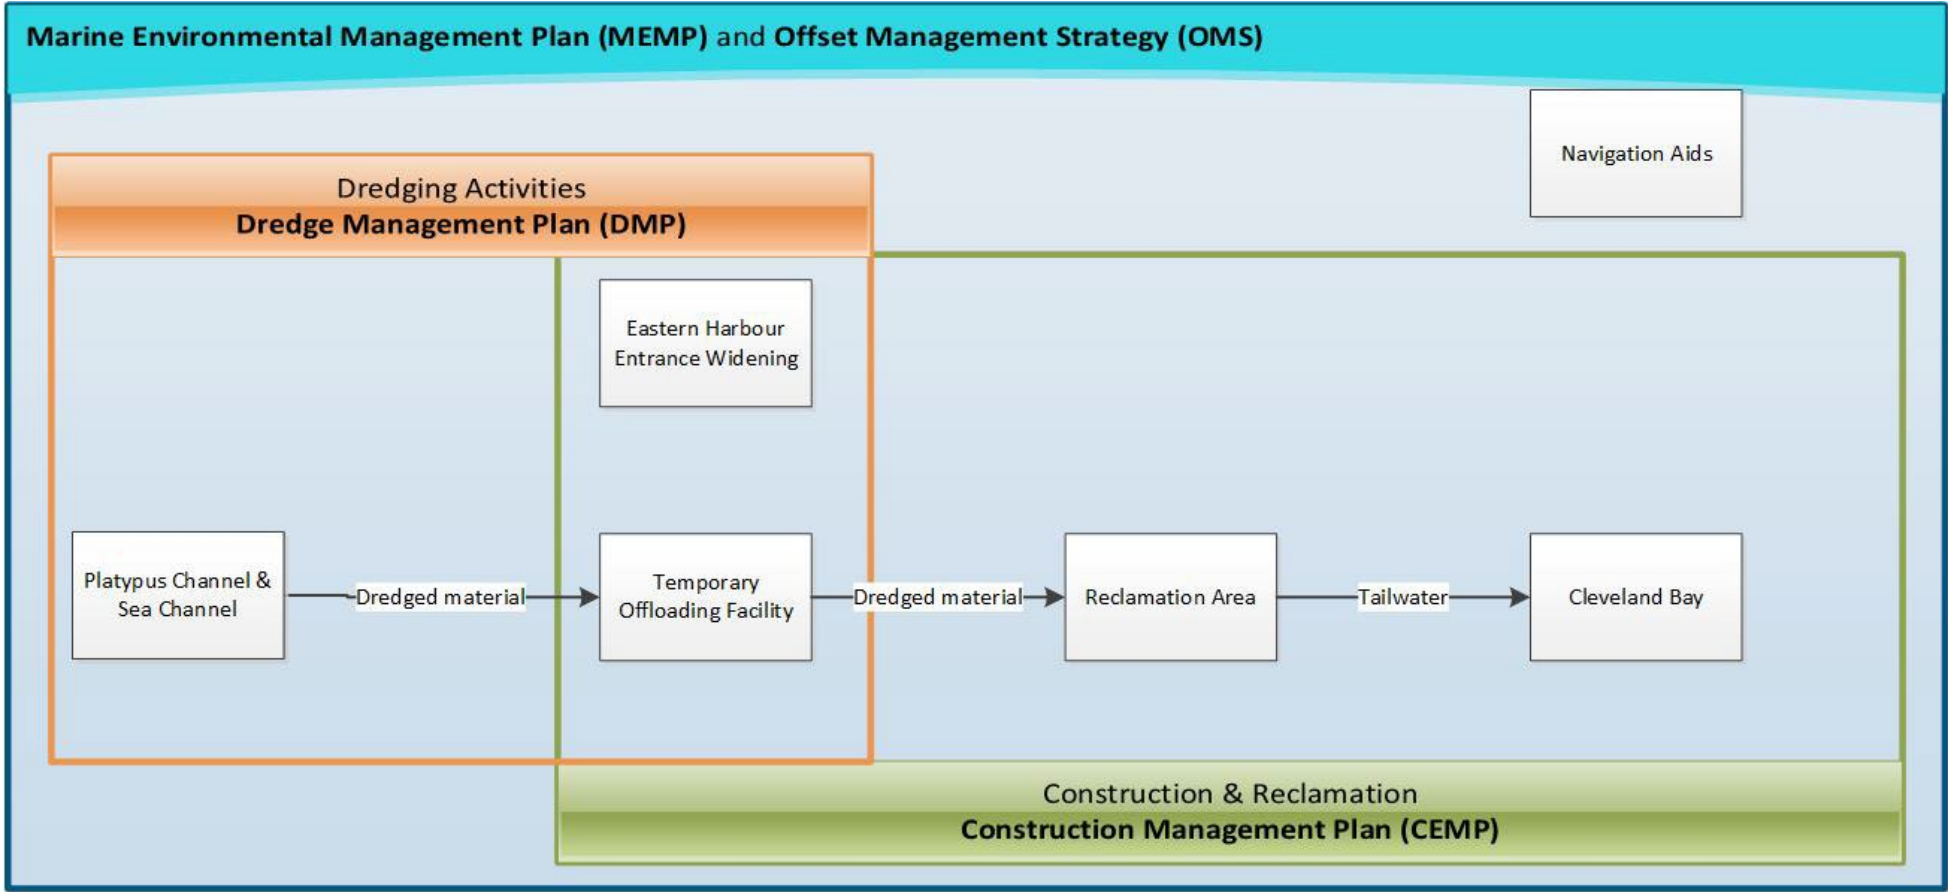 Marine Environmental Management Plan (MEMP) and Offset Management Strategy (OMS)
Navigation Aids
Dredging Activities
Dredge Management Plan (DMP)
Eastern Harbour
Entrance Widening
Platypus Channel &
Sea Channel
Dredged material
Temporary
Offloading Facility
Dredged material
Reclamation Area
Tailwater
Cleveland Bay
Construction & Reclamation
Construction Management Plan (CEMP)